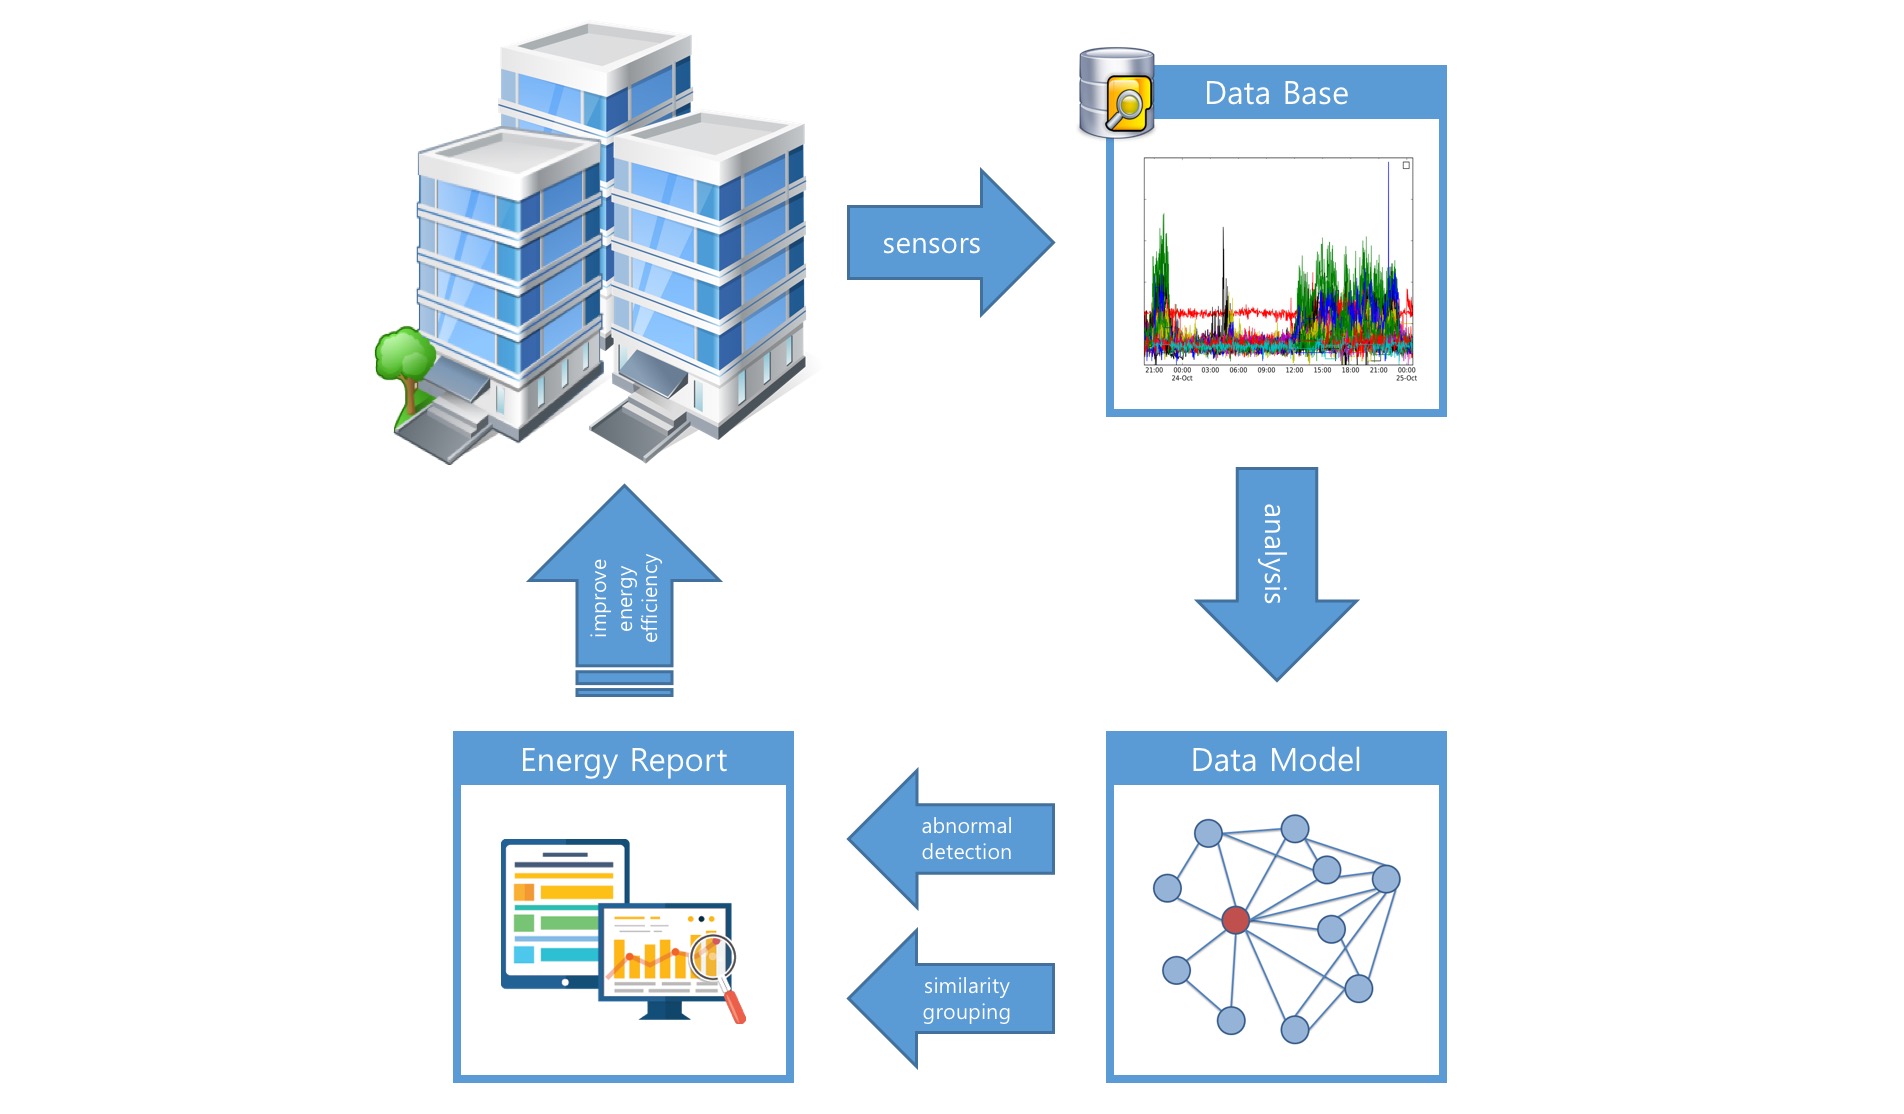 Data Base
sensors
21:00 00:00 03:00 06:00 09:00 12:00 15:00 18:00 21:00 00:00
24-Oct 25-Oct
analysis
improve
energy
efficiency
Energy Report
Data Model
abnormal
detection
similarity
grouping